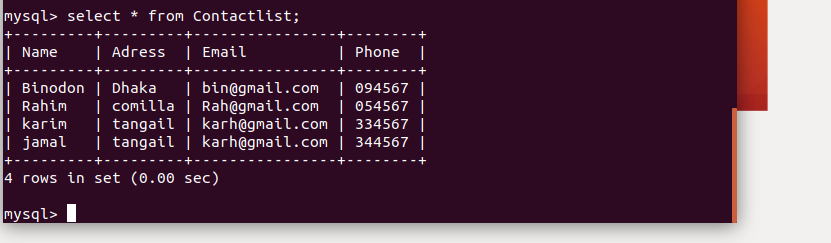 mysql> select * from Contactlist;
+---------+---------+----------------+--------+
| Name    | Adress  | Email          | Phone  |
+---------+---------+----------------+--------+
| Binodon | Dhaka   | bin@gmail.com  | 094567 |
| Rahim   | comilla | Rah@gmail.com  | 054567 |
| karim   | tangail | karh@gmail.com | 334567 |
| jamal   | tangail | karh@gmail.com | 344567 |
+---------+---------+----------------+--------+
4 rows in set (0.00 sec)
mysql>